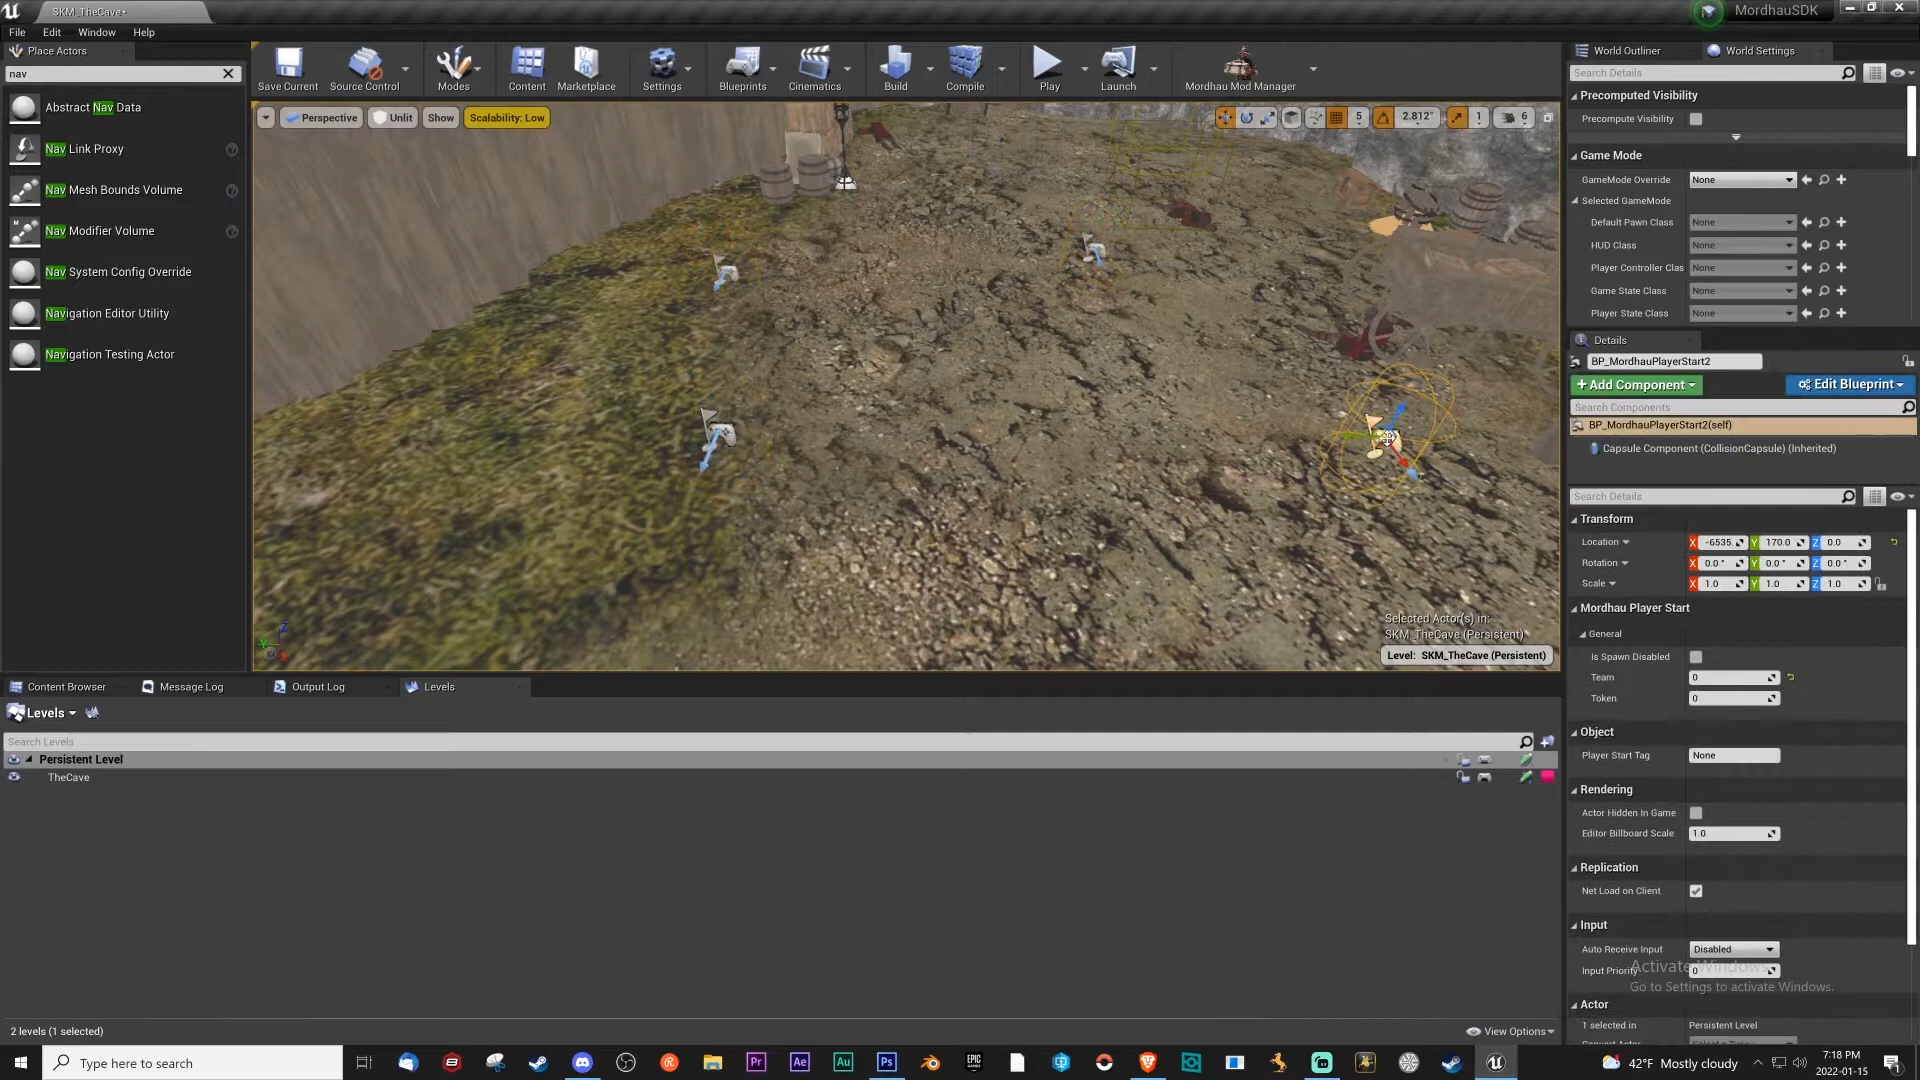 SKM_TheCave•
MordhauSDK
File Edit Window Help
Place Actors
nav
Abstract Nav Data
Nav Link Proxy
Nav Mesh Bounds Volume
Nav Modifier Volume
Nav System Config Override
Navigation Editor Utility
Navigation Testing Actor
Save Current
Source Control
Modes
Content
Marketplace
Settings
Blueprints
Cinematics
Build
Compile
Play
Launch
Mordhau Mod Manager
Perspective
Unlit
Show
Scalability: Low
5
2.812°
1
6
Selected Actor(s) in:
SKM_TheCave (Persistent)
Level: SKM_TheCave (Persistent)
World Outliner
World Settings
Search Details
Precomputed Visibility
Precompute Visibility
Game Mode
GameMode Override None
Selected GameMode
Default Pawn Class None
HUD Class None
Player Controller Clas None
Game State Class None
Player State Class None
Details
BP_MordhauPlayerStart2
+Add Component
Edit Blueprint
Search Components
BP_MordhauPlayerStart2(self)
Capsule Component (CollisionCapsule) (Inherited)
Search Details
Transform
Location X -6535. Y 170.0 Z 0.0
Rotation X 0.0 ° Y 0.0 ° Z 0.0 °
Scale X 1.0 Y 1.0 Z 1.0
Mordhau Player Start
General
Is Spawn Disabled
Team 0
Token 0
Object
Player Start Tag None
Rendering
Actor Hidden In Game
Editor Billboard Scale 1.0
Replication
Net Load on Client
Input
Auto Receive Input Disabled
Input Priority 0
Activate Windows
Go to Settings to activate Windows.
Actor
1 selected in Persistent Level
Content Browser
Message Log
Output Log
Levels
Levels
Search Levels
Persistent Level
TheCave
2 levels (1 selected)
View Options
Type here to search
42°F Mostly cloudy
7:18 PM
2022-01-15